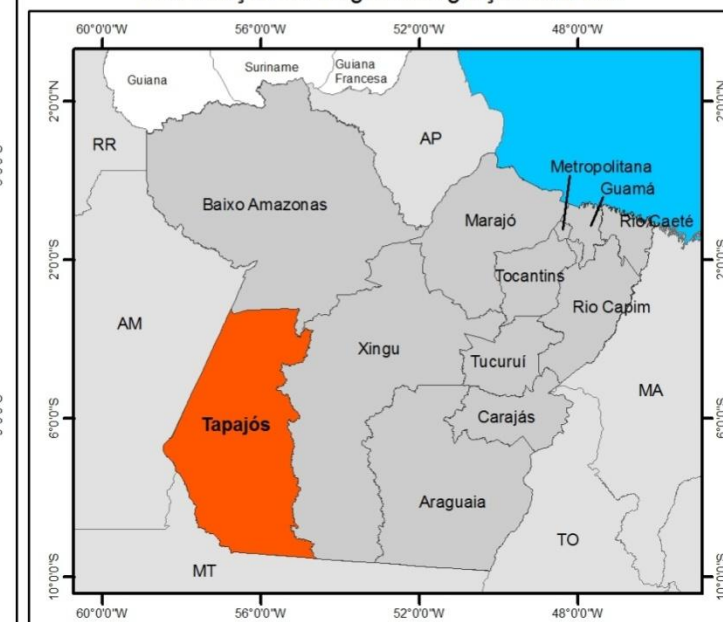 60°0'0"W 56°0'0"W 52°0'0"W 48°0'0"W
Guiana
Suriname
Guiana
Francesa
2°0'0"N
2°0'0"N
RR
AP
Metropolitana
Guamá
Baixo Amazonas
Marajó
Rio Caeté
2°0'0"S
2°0'0"S
Tocantins
Rio Capim
AM
Xingu
Tucuruí
MA
Carajás
6°0'0"S
6°0'0"S
Tapajós
Araguaia
TO
MT
10°0'0"S
10°0'0"S
60°0'0"W 56°0'0"W 52°0'0"W 48°0'0"W